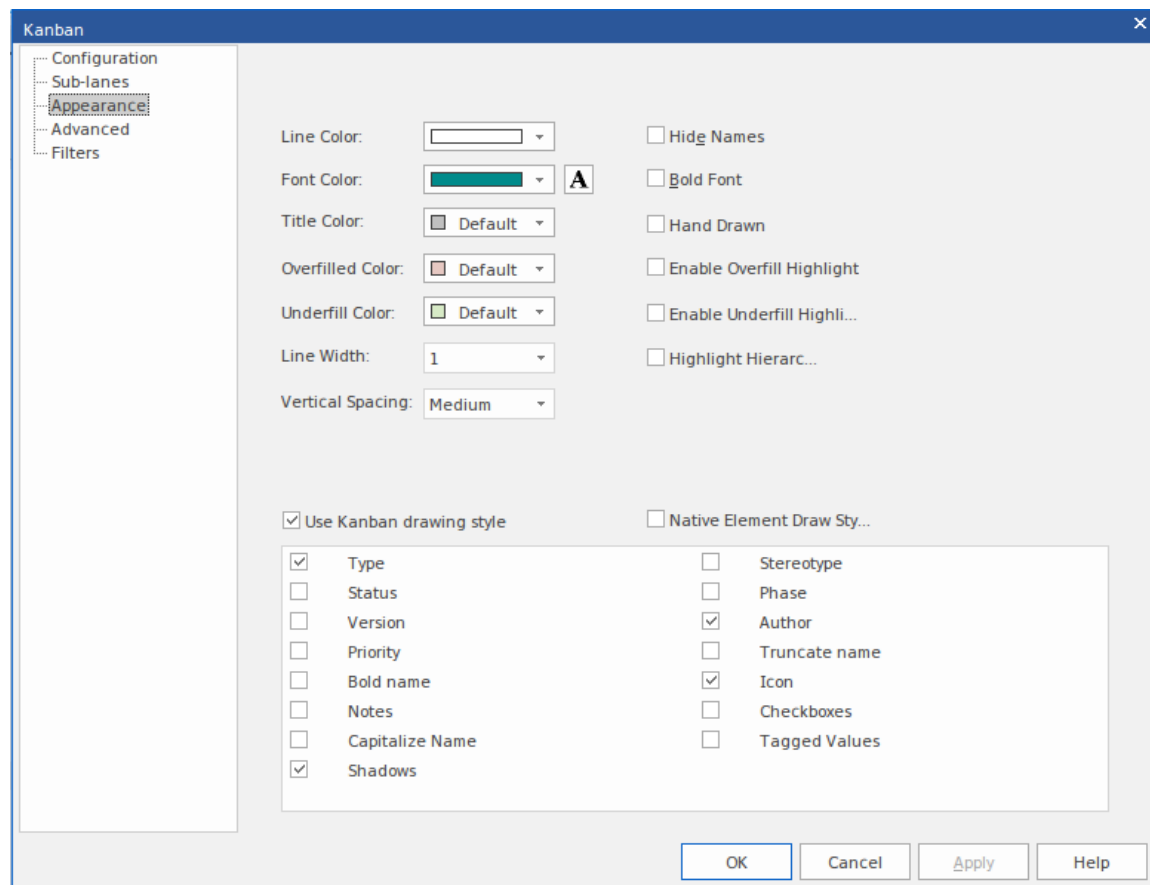 Kanban
Configuration
Sub-lanes
Appearance
Advanced
Filters
Line Color:
Hide Names
Font Color:
A
Bold Font
Title Color:
Default
Hand Drawn
Overfilled Color:
Default
Enable Overfill Highlight
Underfill Color:
Default
Enable Underfill Highli...
Line Width:
1
Highlight Hierarc...
Vertical Spacing:
Medium
Use Kanban drawing style
Native Element Draw Sty...
Type
Stereotype
Status
Phase
Version
Author
Priority
Truncate name
Bold name
Icon
Notes
Checkboxes
Capitalize Name
Tagged Values
Shadows
OK
Cancel
Apply
Help